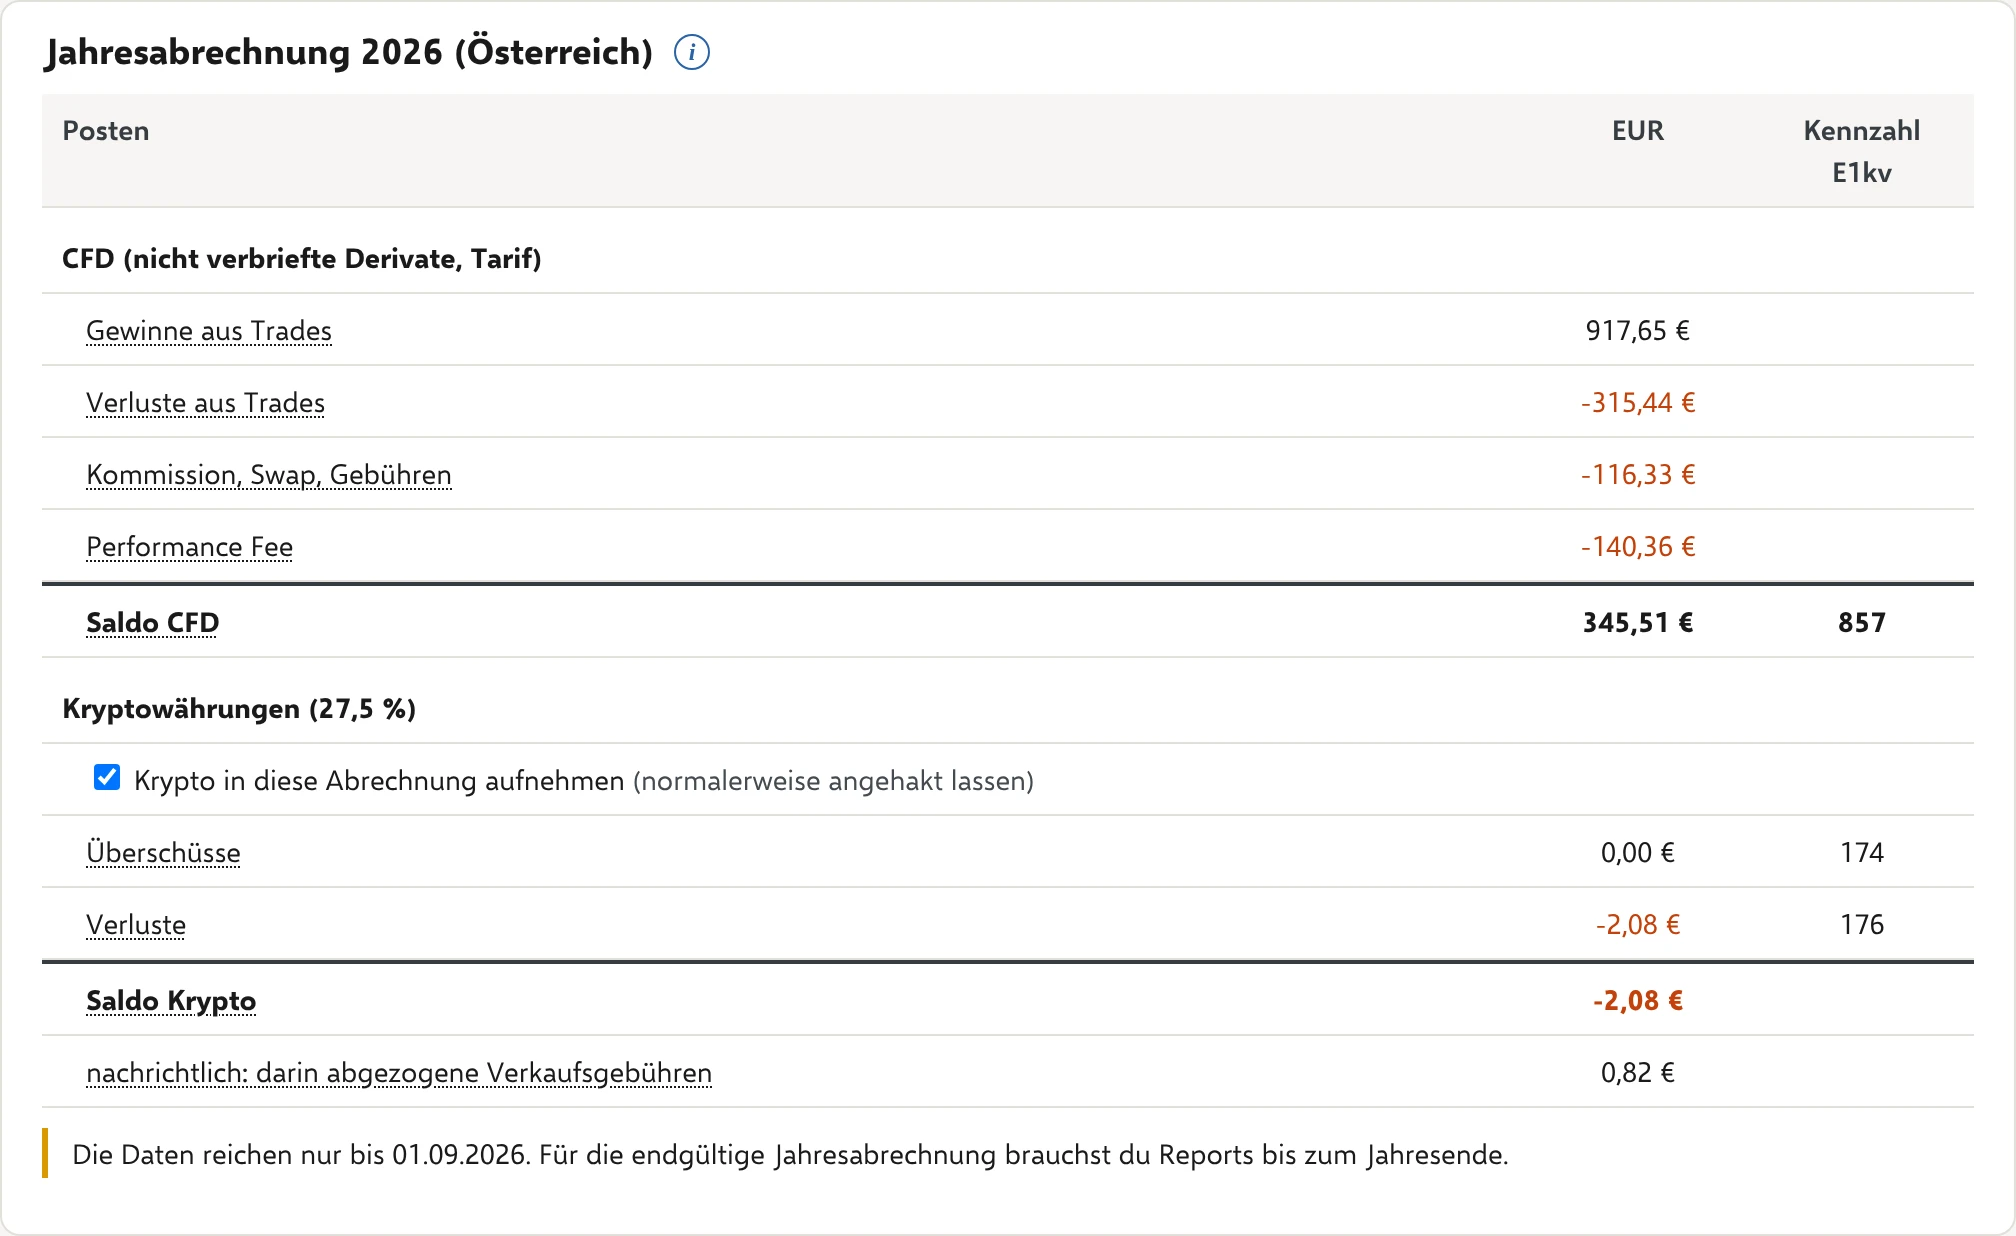 Jahresabrechnung 2026 (Österreich) i
Posten EUR Kennzahl
E1kv
CFD (nicht verbriefte Derivate, Tarif)
Gewinne aus Trades 917,65 €
Verluste aus Trades -315,44 €
Kommission, Swap, Gebühren -116,33 €
Performance Fee -140,36 €
Saldo CFD 345,51 € 857
Kryptowährungen (27,5 %)
Krypto in diese Abrechnung aufnehmen (normalerweise angehakt lassen)
Überschüsse 0,00 € 174
Verluste -2,08 € 176
Saldo Krypto -2,08 €
nachrichtlich: darin abgezogene Verkaufsgebühren 0,82 €
Die Daten reichen nur bis 01.09.2026. Für die endgültige Jahresabrechnung brauchst du Reports bis zum Jahresende.